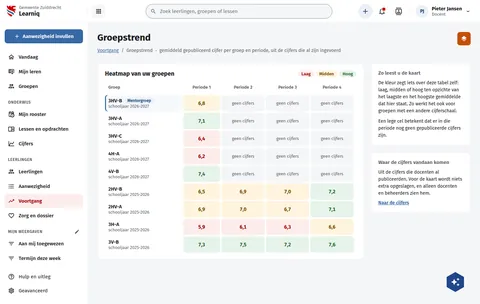 Gemeente Zuiddrecht
Learniq
Zoek leerlingen, groepen of lessen
Pieter Jansen
Docent
+ Aanwezigheid invullen
Vandaag
Mijn leren
Groepen
ONDERWIJS
Mijn rooster
Lessen en opdrachten
Cijfers
LEERLINGEN
Leerlingen
Aanwezigheid
Voortgang
Zorg en dossier
MIJN WEERGAVEN
Aan mij toegewezen
Termijn deze week
Hulp en uitleg
Geavanceerd
Groepstrend
Voortgang / Groepstrend — gemiddeld gepubliceerd cijfer per groep en periode, uit de cijfers die al zijn ingevoerd
Heatmap van uw groepen
Laag Midden Hoog
Groep Periode 1 Periode 2 Periode 3 Periode 4
3HV-B Mentorgroep
schooljaar 2026-2027
6,8 geen cijfers geen cijfers geen cijfers
3HV-A
schooljaar 2026-2027
7,1 geen cijfers geen cijfers geen cijfers
3HV-C
schooljaar 2026-2027
6,4 geen cijfers geen cijfers geen cijfers
4H-A
schooljaar 2026-2027
6,2 geen cijfers geen cijfers geen cijfers
4V-B
schooljaar 2026-2027
7,4 geen cijfers geen cijfers geen cijfers
2HV-B
schooljaar 2025-2026
6,5 6,9 7,0 7,2
2HV-A
schooljaar 2025-2026
6,9 7,0 6,7 7,1
3H-A
schooljaar 2025-2026
5,9 6,1 6,3 6,6
3V-B
schooljaar 2025-2026
7,3 7,5 7,2 7,6
Zo leest u de kaart
De kleur zegt iets over deze tabel zelf:
laag, midden of hoog ten opzichte van
het laagste en het hoogste gemiddelde
dat hier staat. Zo werkt het ook voor
groepen met een andere cijferschaal.
Een lege cel betekent dat er in die
periode nog geen gepubliceerde cijfers
zijn.
Waar de cijfers vandaan komen
Uit de cijfers die docenten al
publiceerden. Voor de kaart wordt niets
extra opgeslagen, en alleen docenten
en beheerders zien hem.
Naar de cijfers